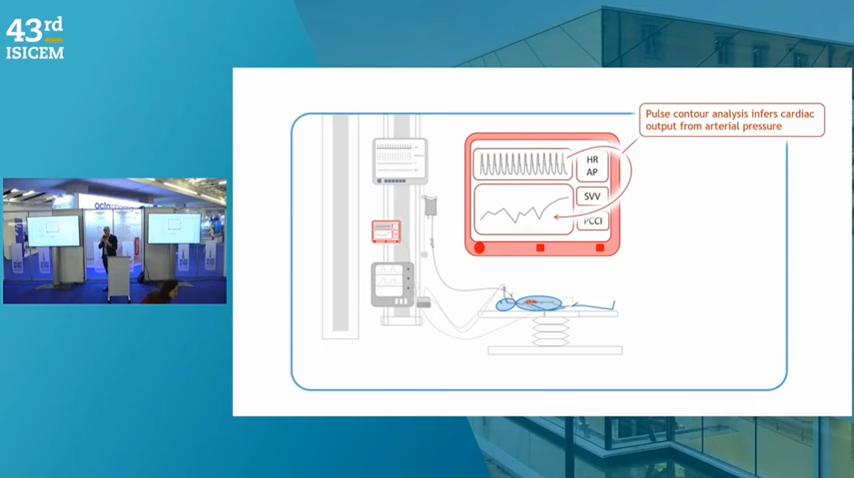 43rd
ISICEM
Pulse contour analysis infers cardiac
output from arterial pressure
HR
AP
SVV
PCCI